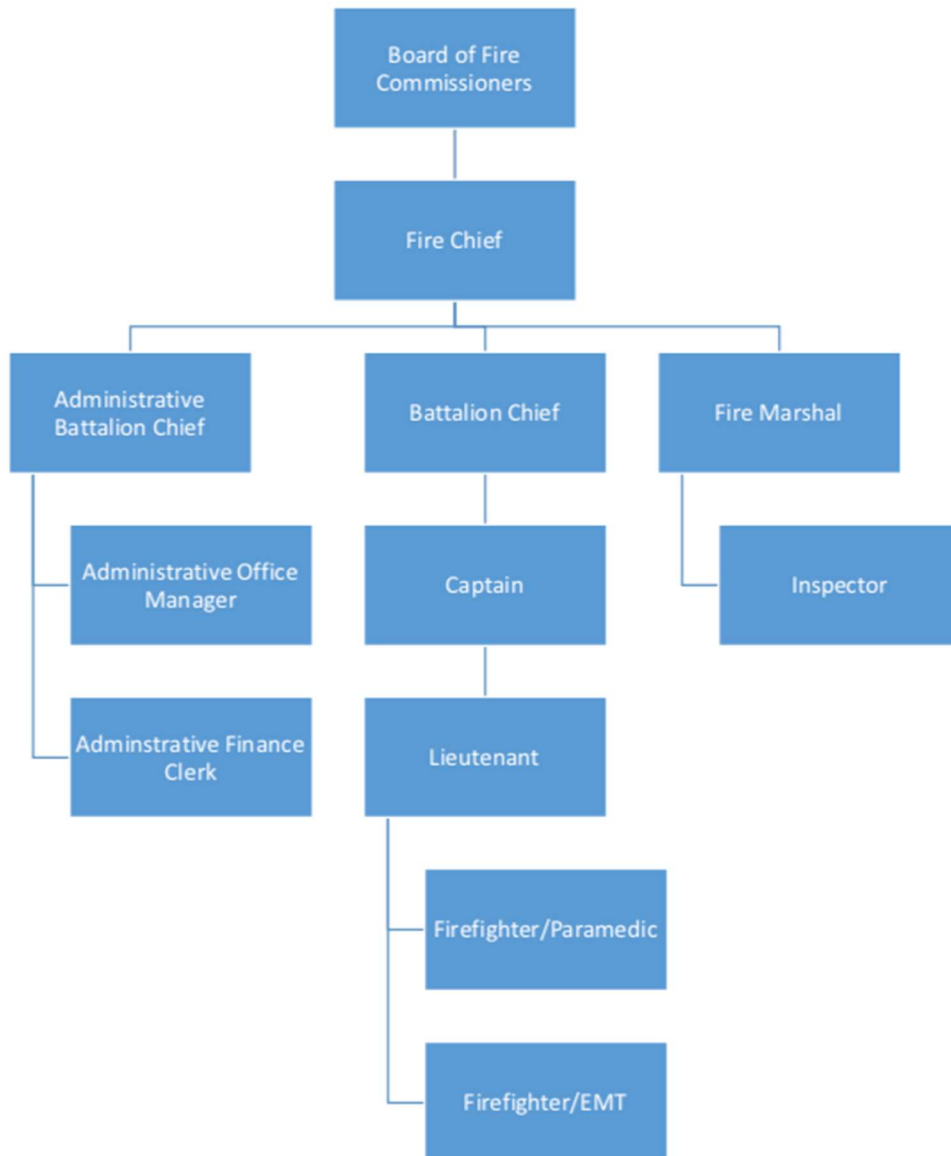 Board of Fire
Commissioners
Fire Chief
Administrative
Battalion Chief
Battalion Chief
Fire Marshal
Administrative Office
Manager
Captain
Inspector
Adminstrative Finance
Clerk
Lieutenant
Firefighter/Paramedic
Firefighter/EMT